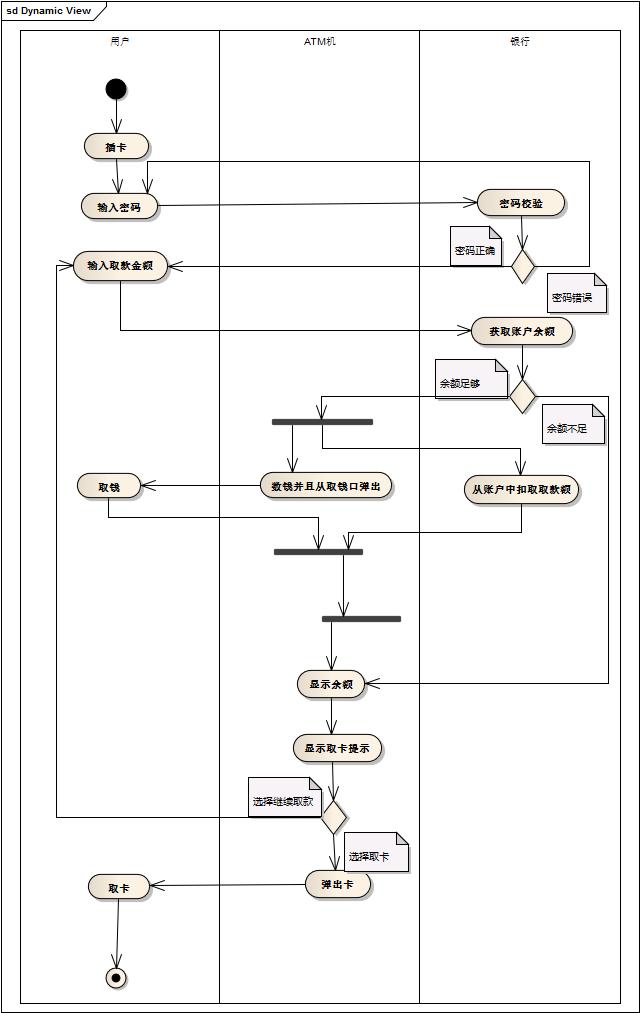 sd Dynamic View
用户
ATM机
银行
插卡
输入密码
密码校验
密码正确
输入取款金额
密码错误
获取账户余额
余额足够
余额不足
取钱
数钱并且从取钱口弹出
从账户中扣取取款额
显示余额
显示取卡提示
选择继续取款
选择取卡
取卡
弹出卡